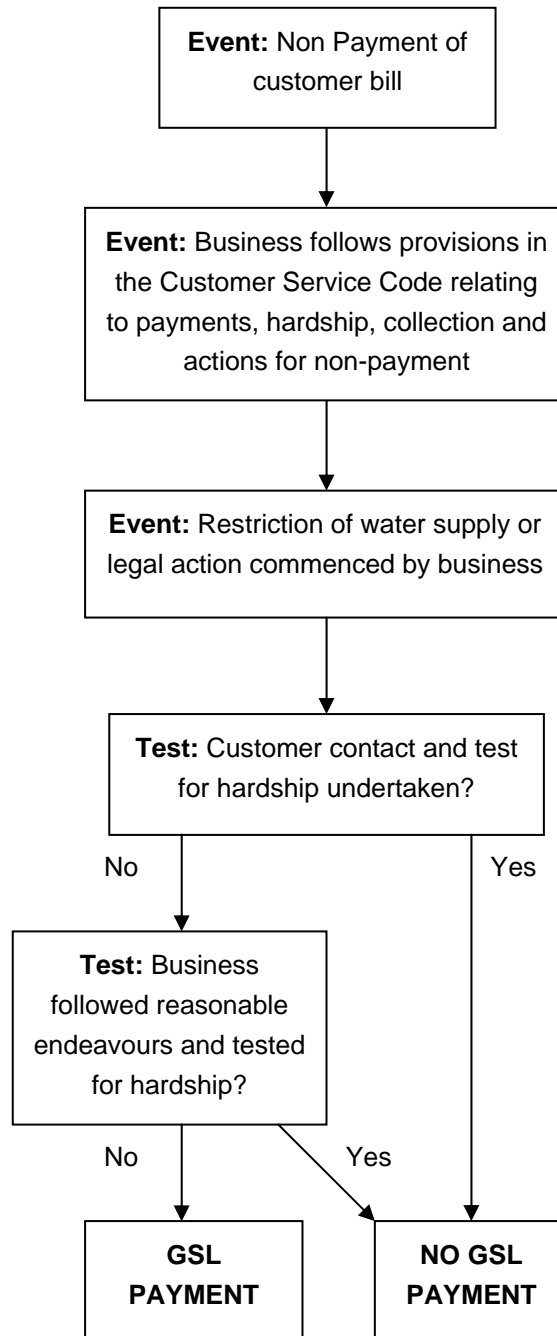 Event: Non Payment of
customer bill
Event: Business follows provisions in
the Customer Service Code relating
to payments, hardship, collection and
actions for non-payment
Event: Restriction of water supply or
legal action commenced by business
Test: Customer contact and test
for hardship undertaken?
No
Yes
Test: Business
followed reasonable
endeavours and tested
for hardship?
No
Yes
GSL
PAYMENT
NO GSL
PAYMENT